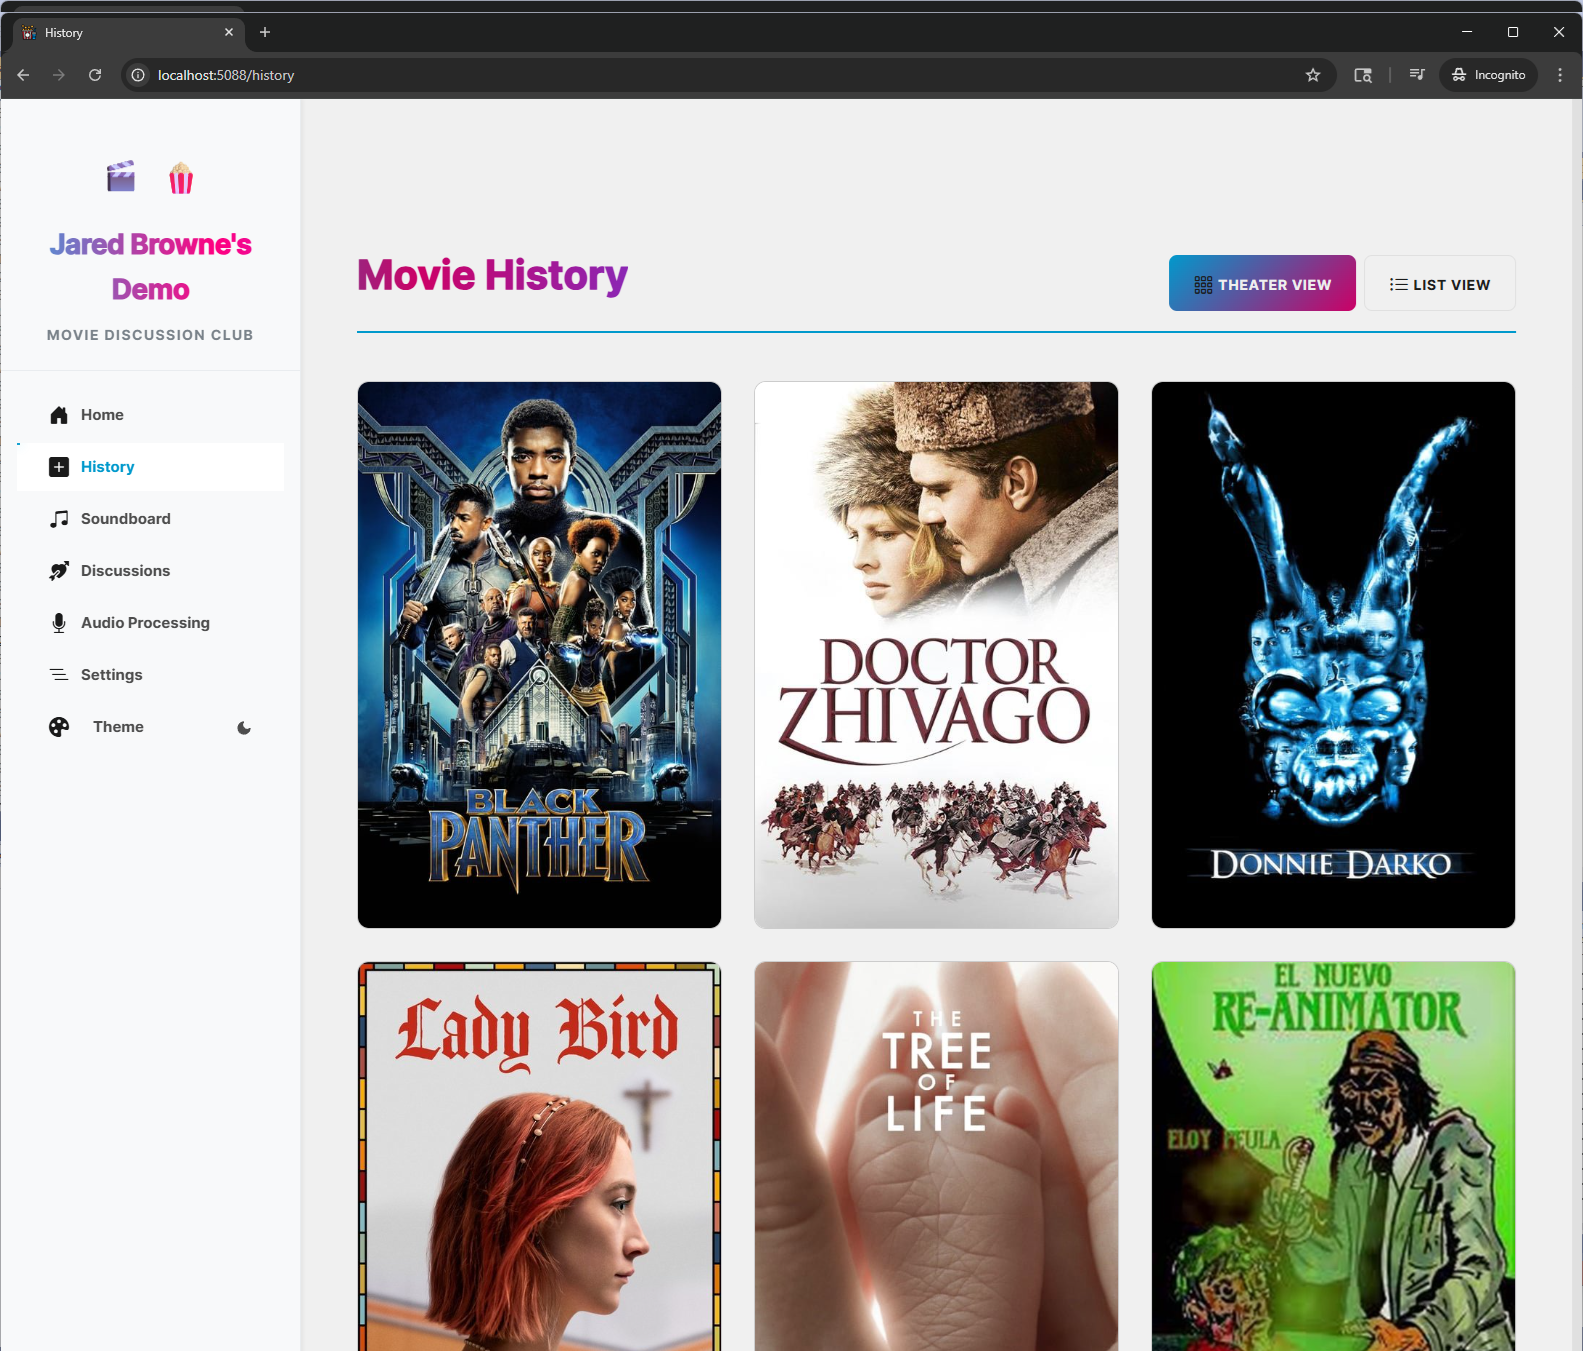 History
localhost:5088/history
Incognito
Jared Browne's
Demo
MOVIE DISCUSSION CLUB
Home
History
Soundboard
Discussions
Audio Processing
Settings
Theme
Movie History
THEATER VIEW
LIST VIEW
BLACK
PANTHER
DOCTOR
ZHIVAGO
DONNIE DARKO
Lady Bird
THE
TREE
OF
LIFE
EL NUEVO
RE-ANIMATOR
ELOY